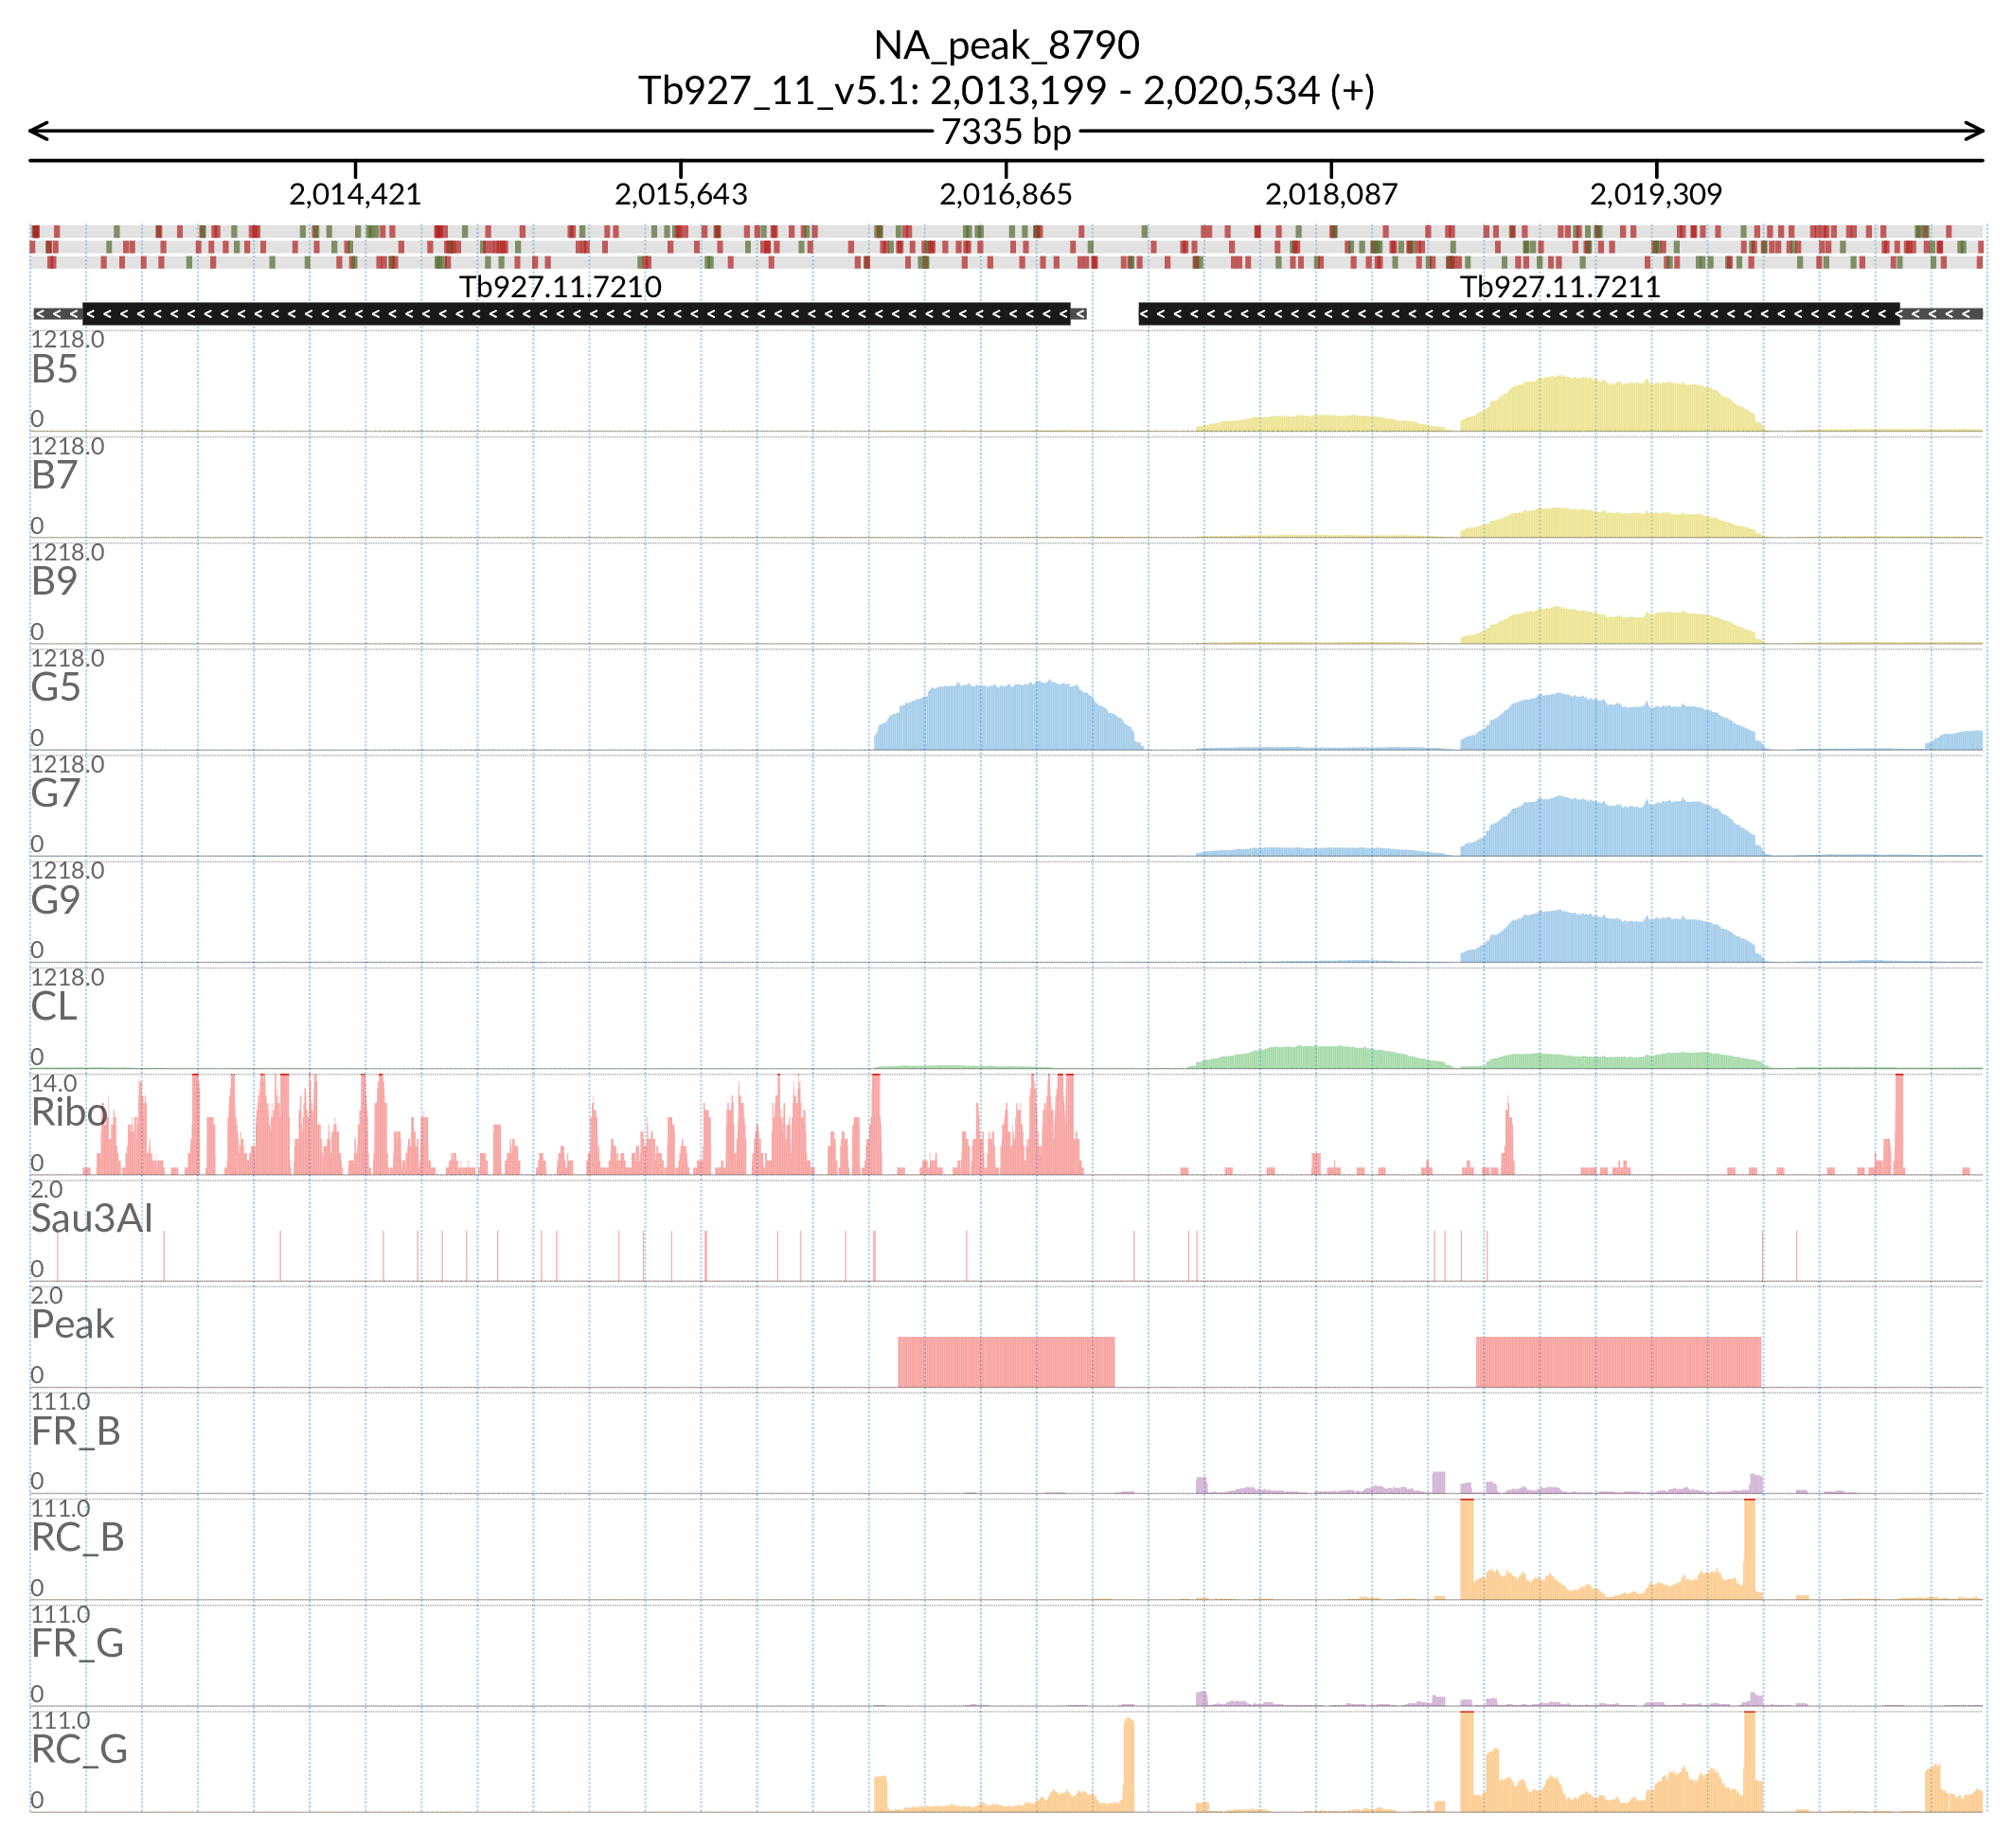 NA_peak_8790
Tb927_11_v5.1: 2,013,199 - 2,020,534 (+)
7335 bp
2,014,421 2,015,643 2,016,865 2,018,087 2,019,309
Tb927.11.7210 Tb927.11.7211
1218.0
B5
0
1218.0
B7
0
1218.0
B9
0
1218.0
G5
0
1218.0
G7
0
1218.0
G9
0
1218.0
CL
0
14.0
Ribo
0
2.0
Sau3AI
0
2.0
Peak
0
111.0
FR_B
0
111.0
RC_B
0
111.0
FR_G
0
111.0
RC_G
0